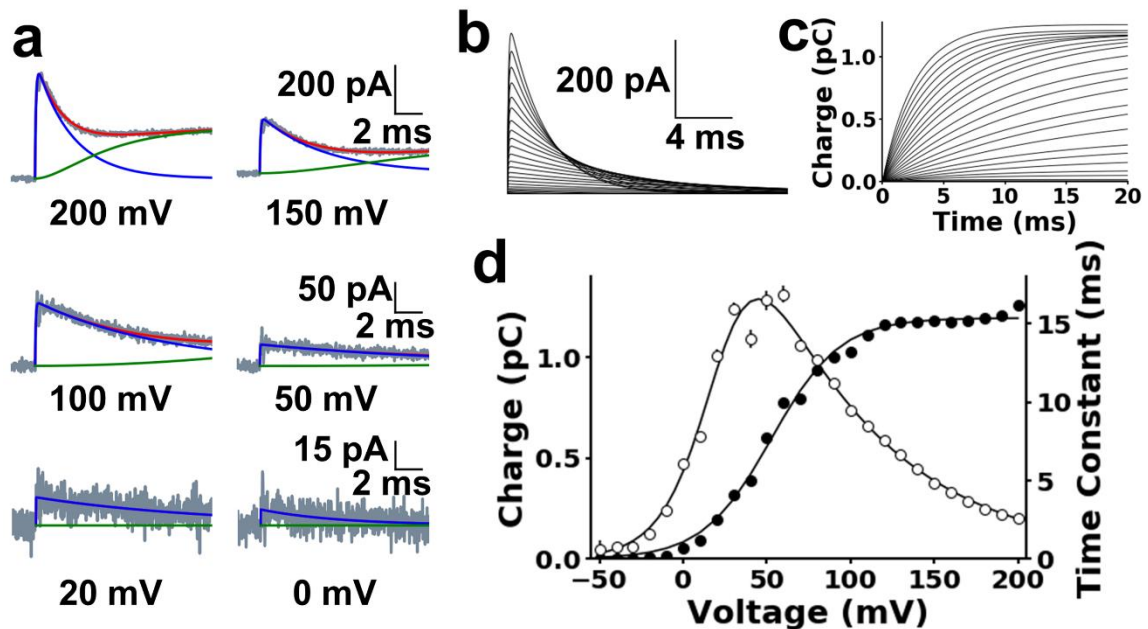 a
200 pA
2 ms
200 mV
150 mV
50 pA
2 ms
100 mV
50 mV
15 pA
2 ms
20 mV
0 mV
b
200 pA
4 ms
c
Charge (pC)
1.0
0.5
0.0
0 5 10 15 20
Time (ms)
d
Charge (pC)
1.0
0.5
0.0
−50 0 50 100 150 200
Voltage (mV)
15
10
5
0
Time Constant (ms)